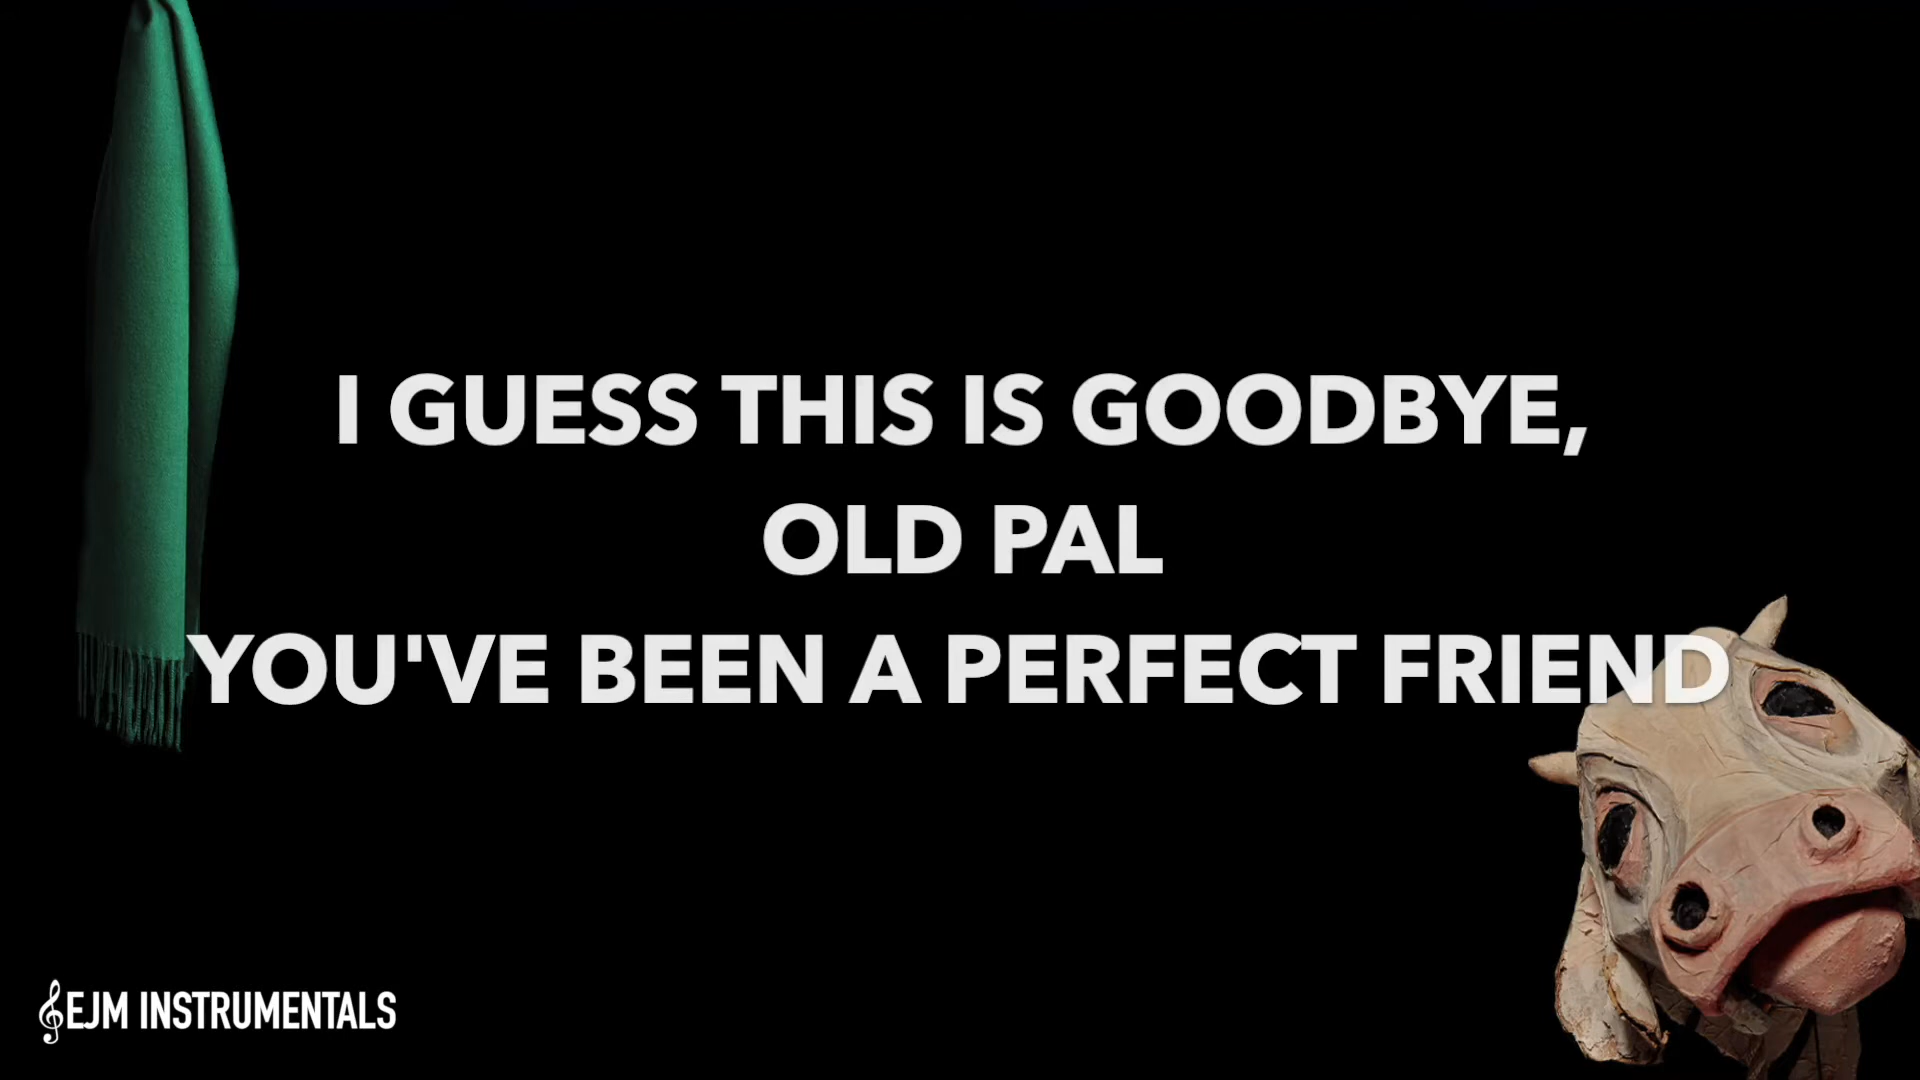 I GUESS THIS IS GOODBYE,
OLD PAL
YOU'VE BEEN A PERFECT FRIEND
EJM INSTRUMENTALS